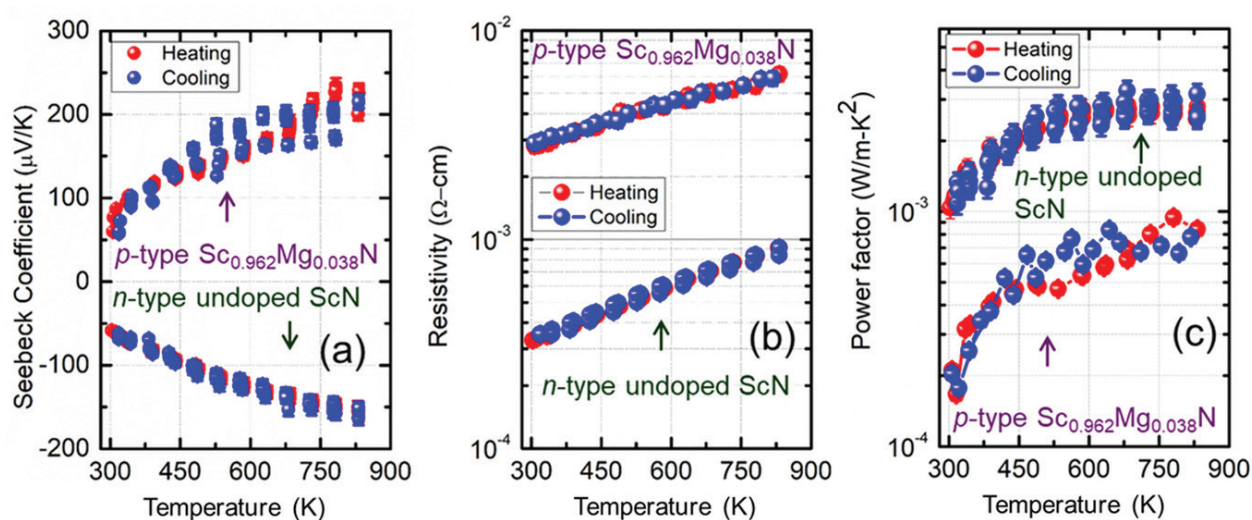 300
200
100
0
-100
-200
Seebeck Coefficient (μV/K)
Heating
Cooling
p-type Sc0.962Mg0.038N
n-type undoped ScN
(a)
300 450 600 750 900
Temperature (K)
10-2
10-3
10-4
Resistivity (Ω–cm)
p-type Sc0.962Mg0.038N
Heating
Cooling
(b)
n-type undoped ScN
300 450 600 750 900
Temperature (K)
10-3
10-4
Power factor (W/m-K2)
Heating
Cooling
n-type undoped
ScN
(c)
p-type Sc0.962Mg0.038N
300 450 600 750 900
Temperature (K)